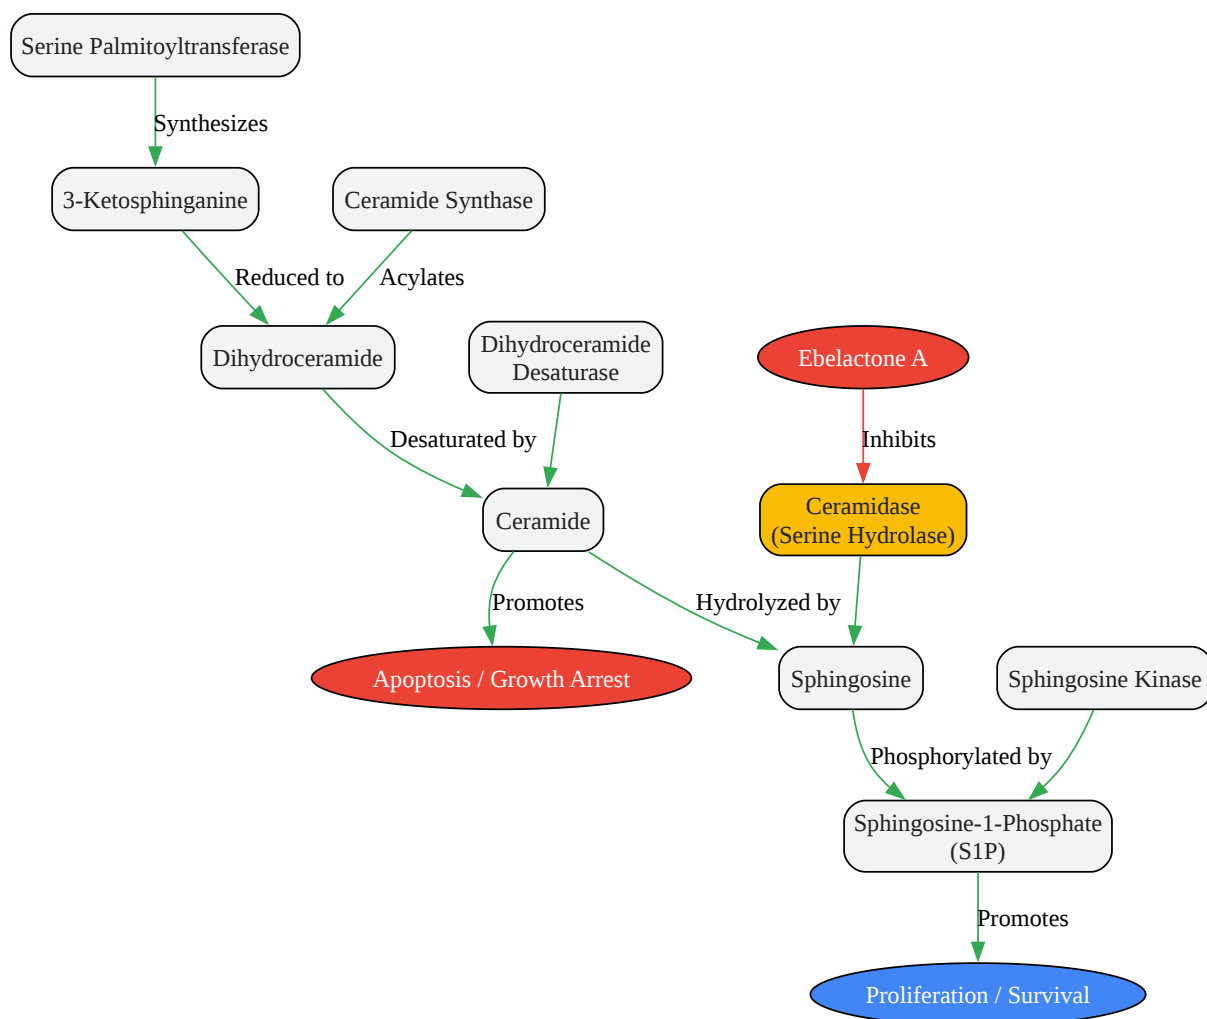 Serine Palmitoyltransferase
Synthesizes
3-Ketosphinganine
Ceramide Synthase
Reduced to
Acylates
Dihydroceramide
Dihydroceramide
Desaturase
Ebelactone A
Desaturated by
Inhibits
Ceramide
Ceramidase
(Serine Hydrolase)
Promotes
Hydrolyzed by
Apoptosis / Growth Arrest
Sphingosine
Sphingosine Kinase
Phosphorylated by
Sphingosine-1-Phosphate
(S1P)
Promotes
Proliferation / Survival